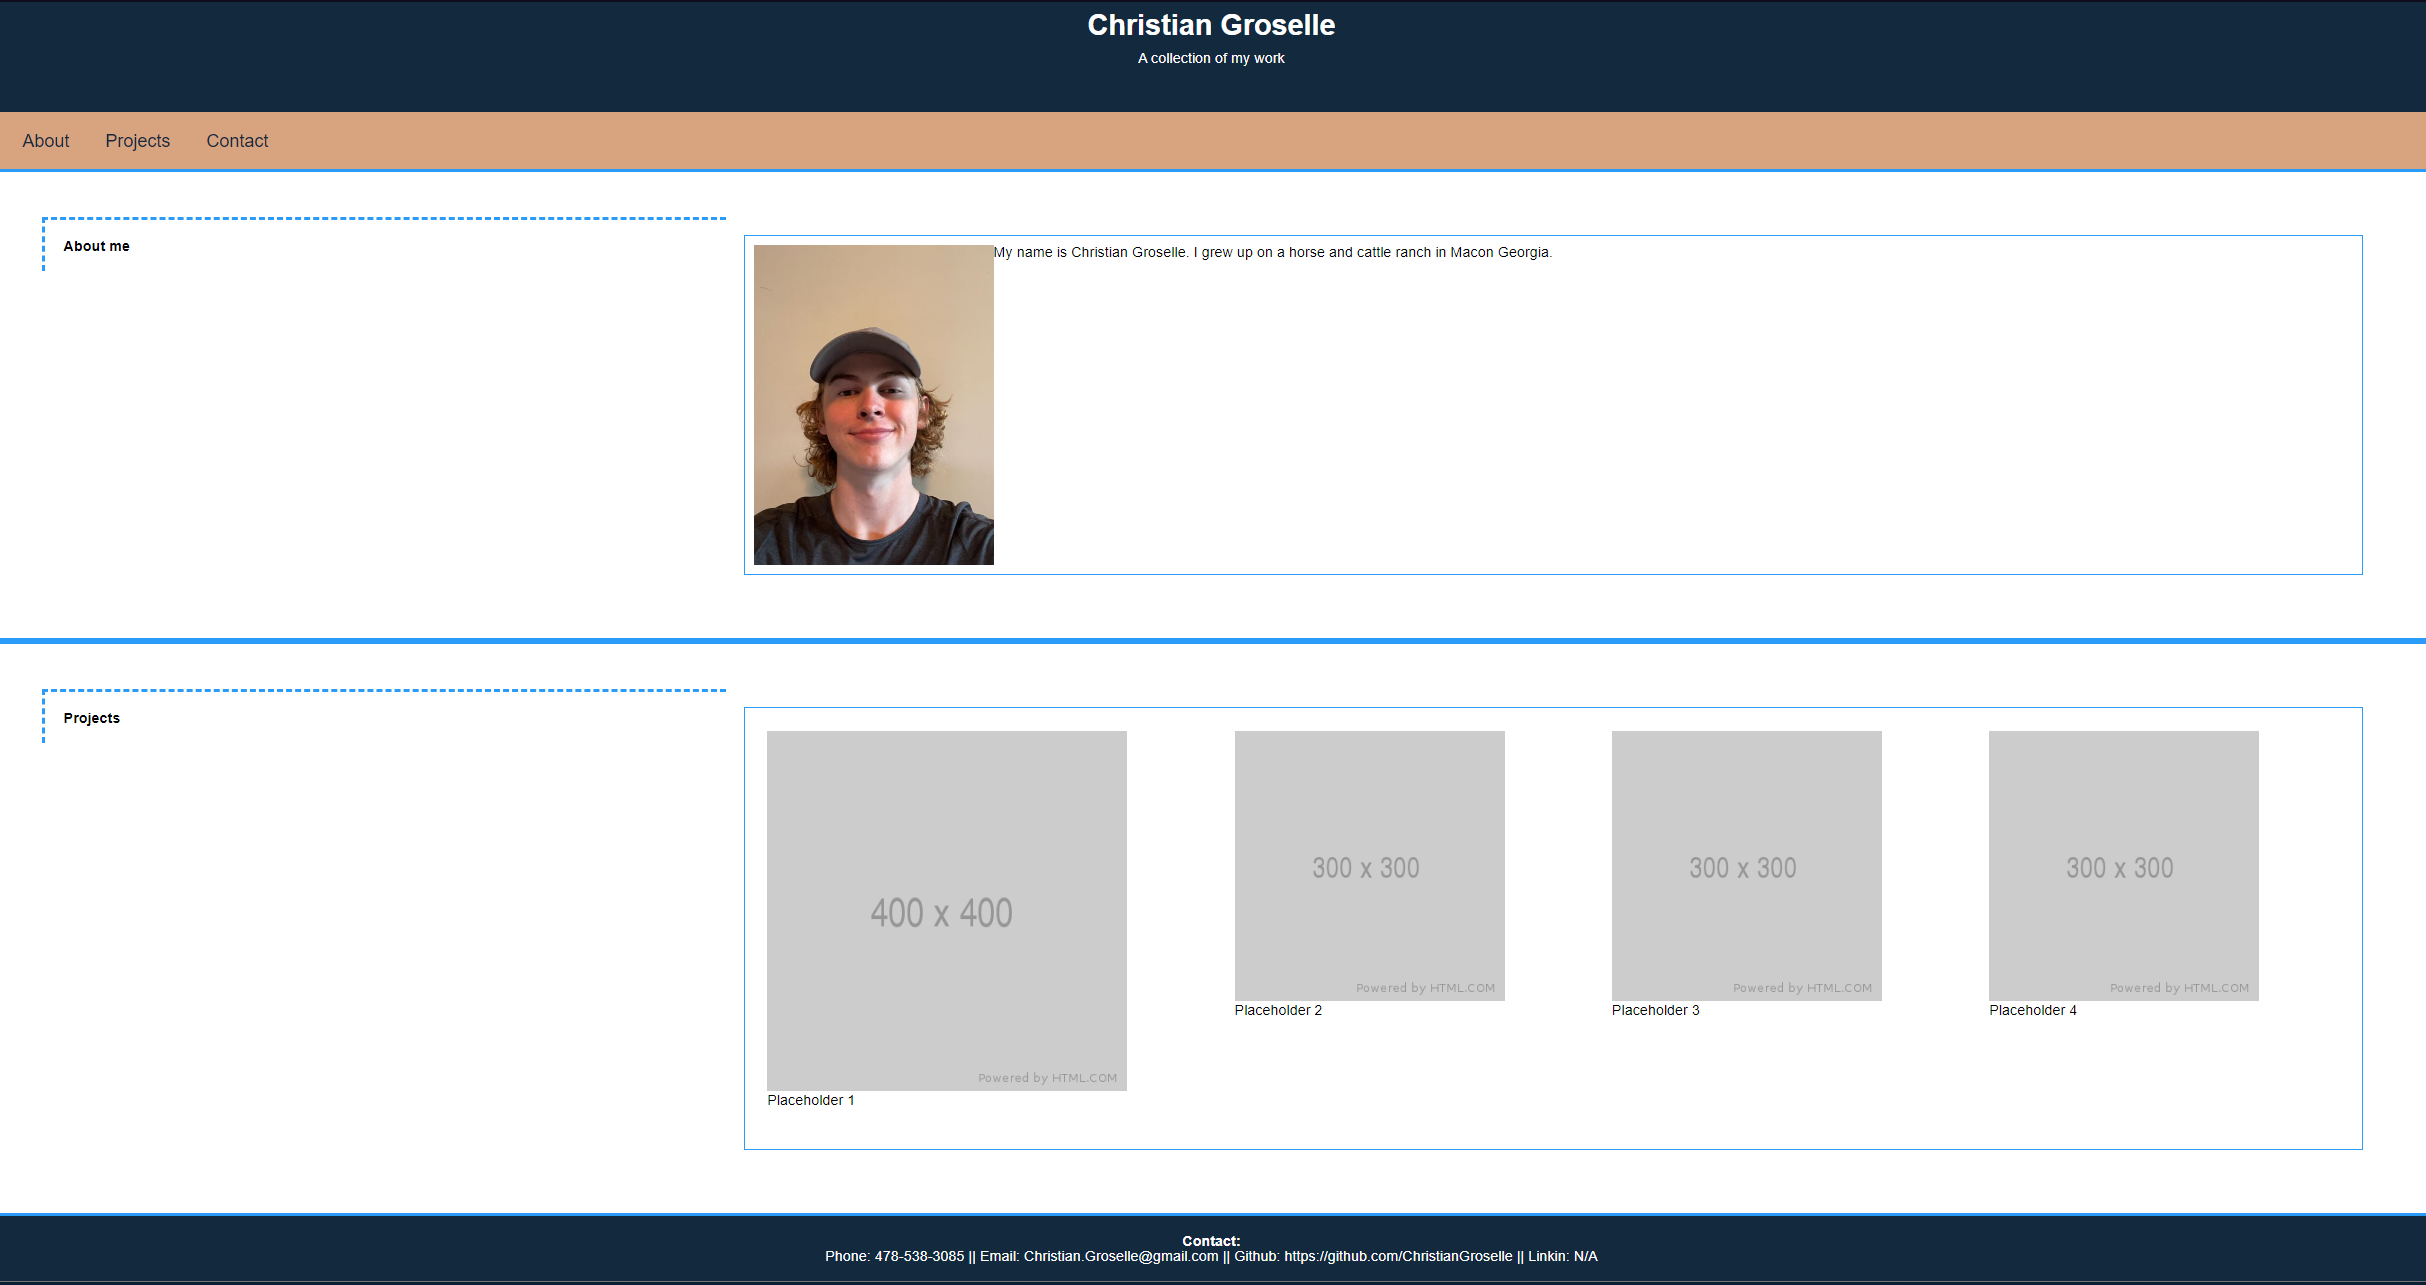 Christian Groselle
A collection of my work
About
Projects
Contact
About me
My name is Christian Groselle. I grew up on a horse and cattle ranch in Macon Georgia.
Projects
400 x 400
Powered by HTML.COM
Placeholder 1
300 x 300
Powered by HTML.COM
Placeholder 2
300 x 300
Powered by HTML.COM
Placeholder 3
300 x 300
Powered by HTML.COM
Placeholder 4
Contact:
Phone: 478-538-3085 || Email: Christian.Groselle@gmail.com || Github: https://github.com/ChristianGroselle || Linkin: N/A